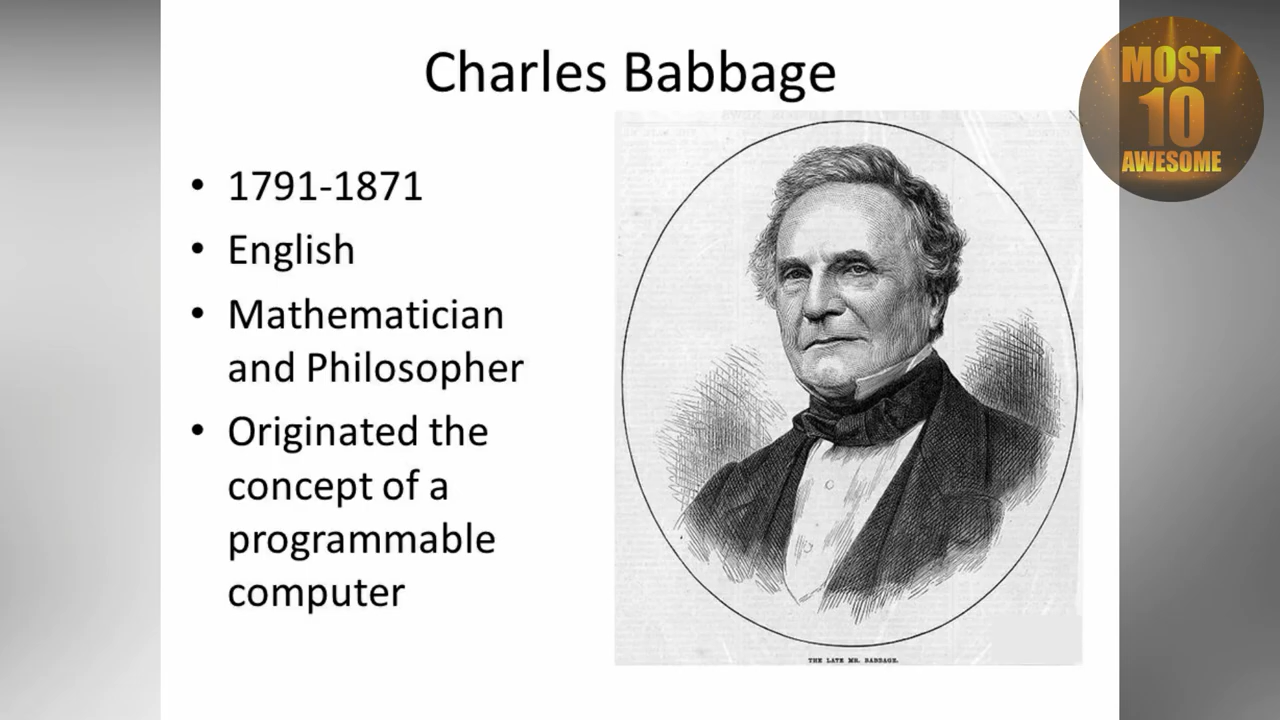 Charles Babbage
• 1791-1871
• English
• Mathematician
and Philosopher
• Originated the
concept of a
programmable
computer
THE LATE MR. BABBAGE.
MOST
10
AWESOME